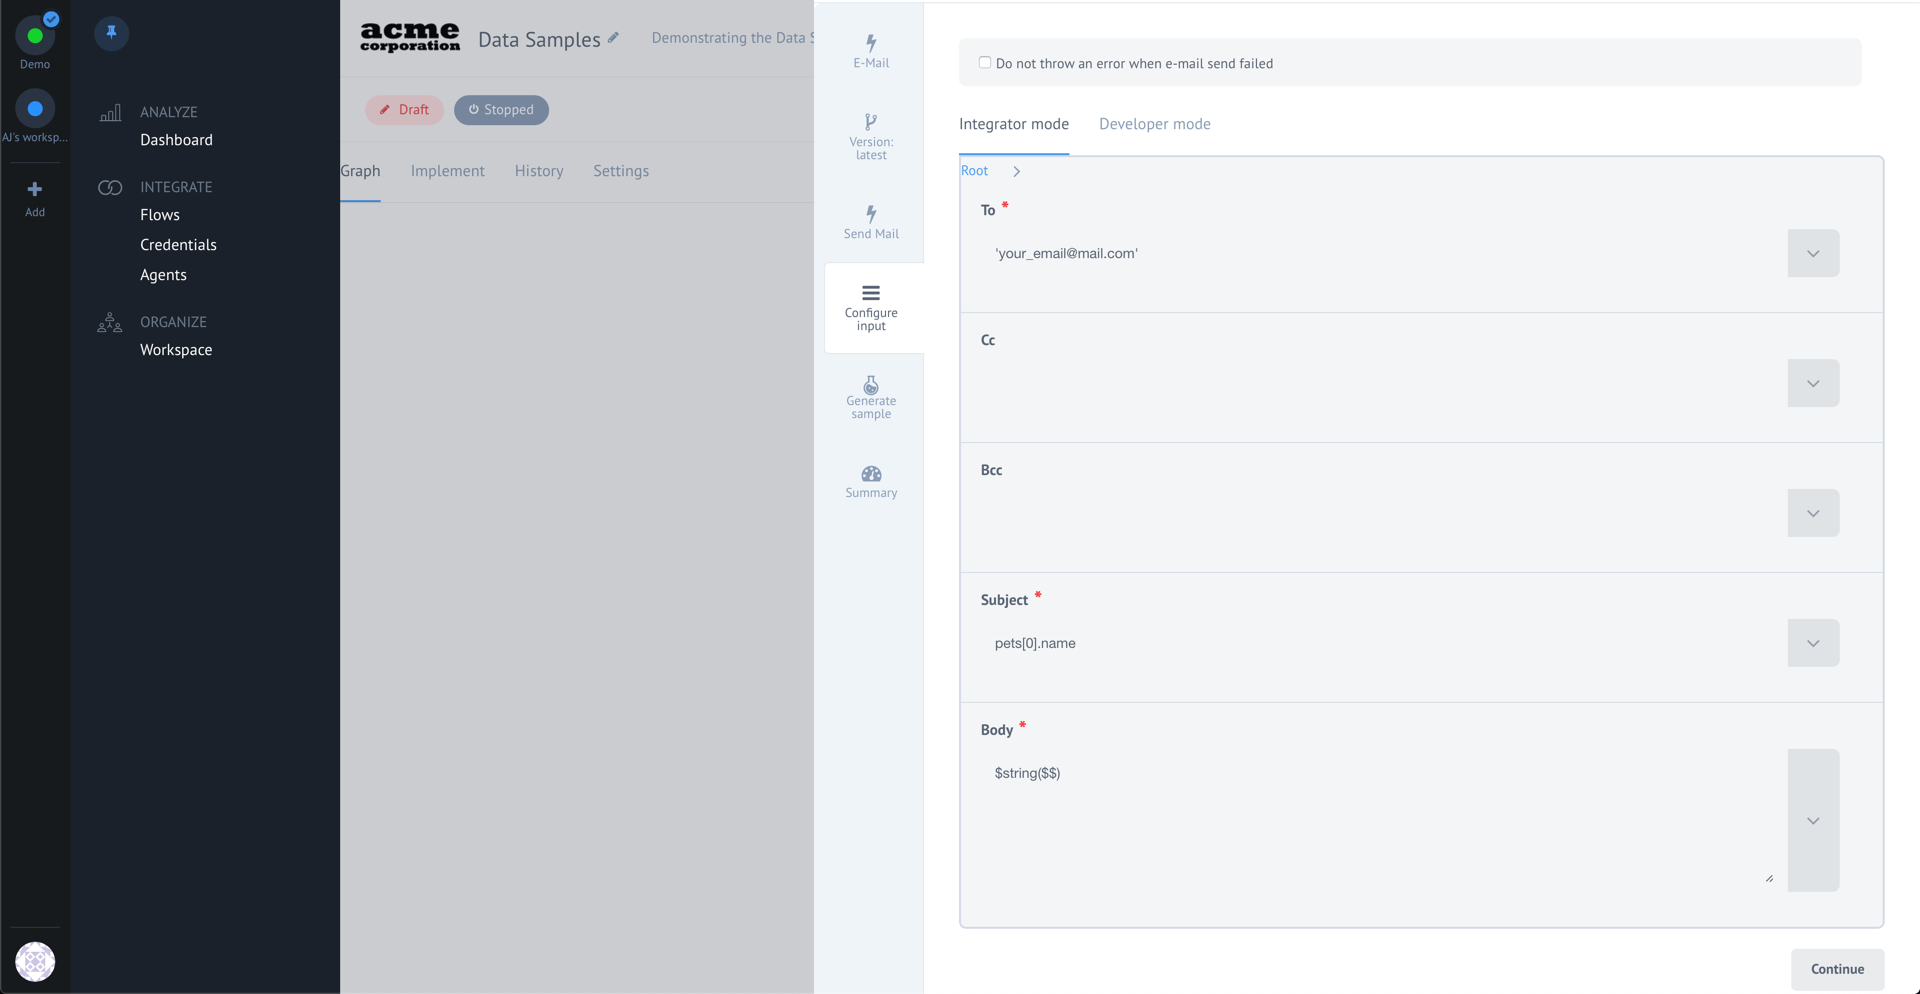 Demo
AJ's worksp...
Add
ANALYZE
Dashboard
INTEGRATE
Flows
Credentials
Agents
ORGANIZE
Workspace
acme
corporation
Data Samples
Demonstrating the Data S
Draft
Stopped
Graph
Implement
History
Settings
E-Mail
Version:
latest
Send Mail
Configure
input
Generate
sample
Summary
Do not throw an error when e-mail send failed
Integrator mode
Developer mode
Root
To *
'your_email@mail.com'
Cc
Bcc
Subject *
pets[0].name
Body *
$string($$)
Continue